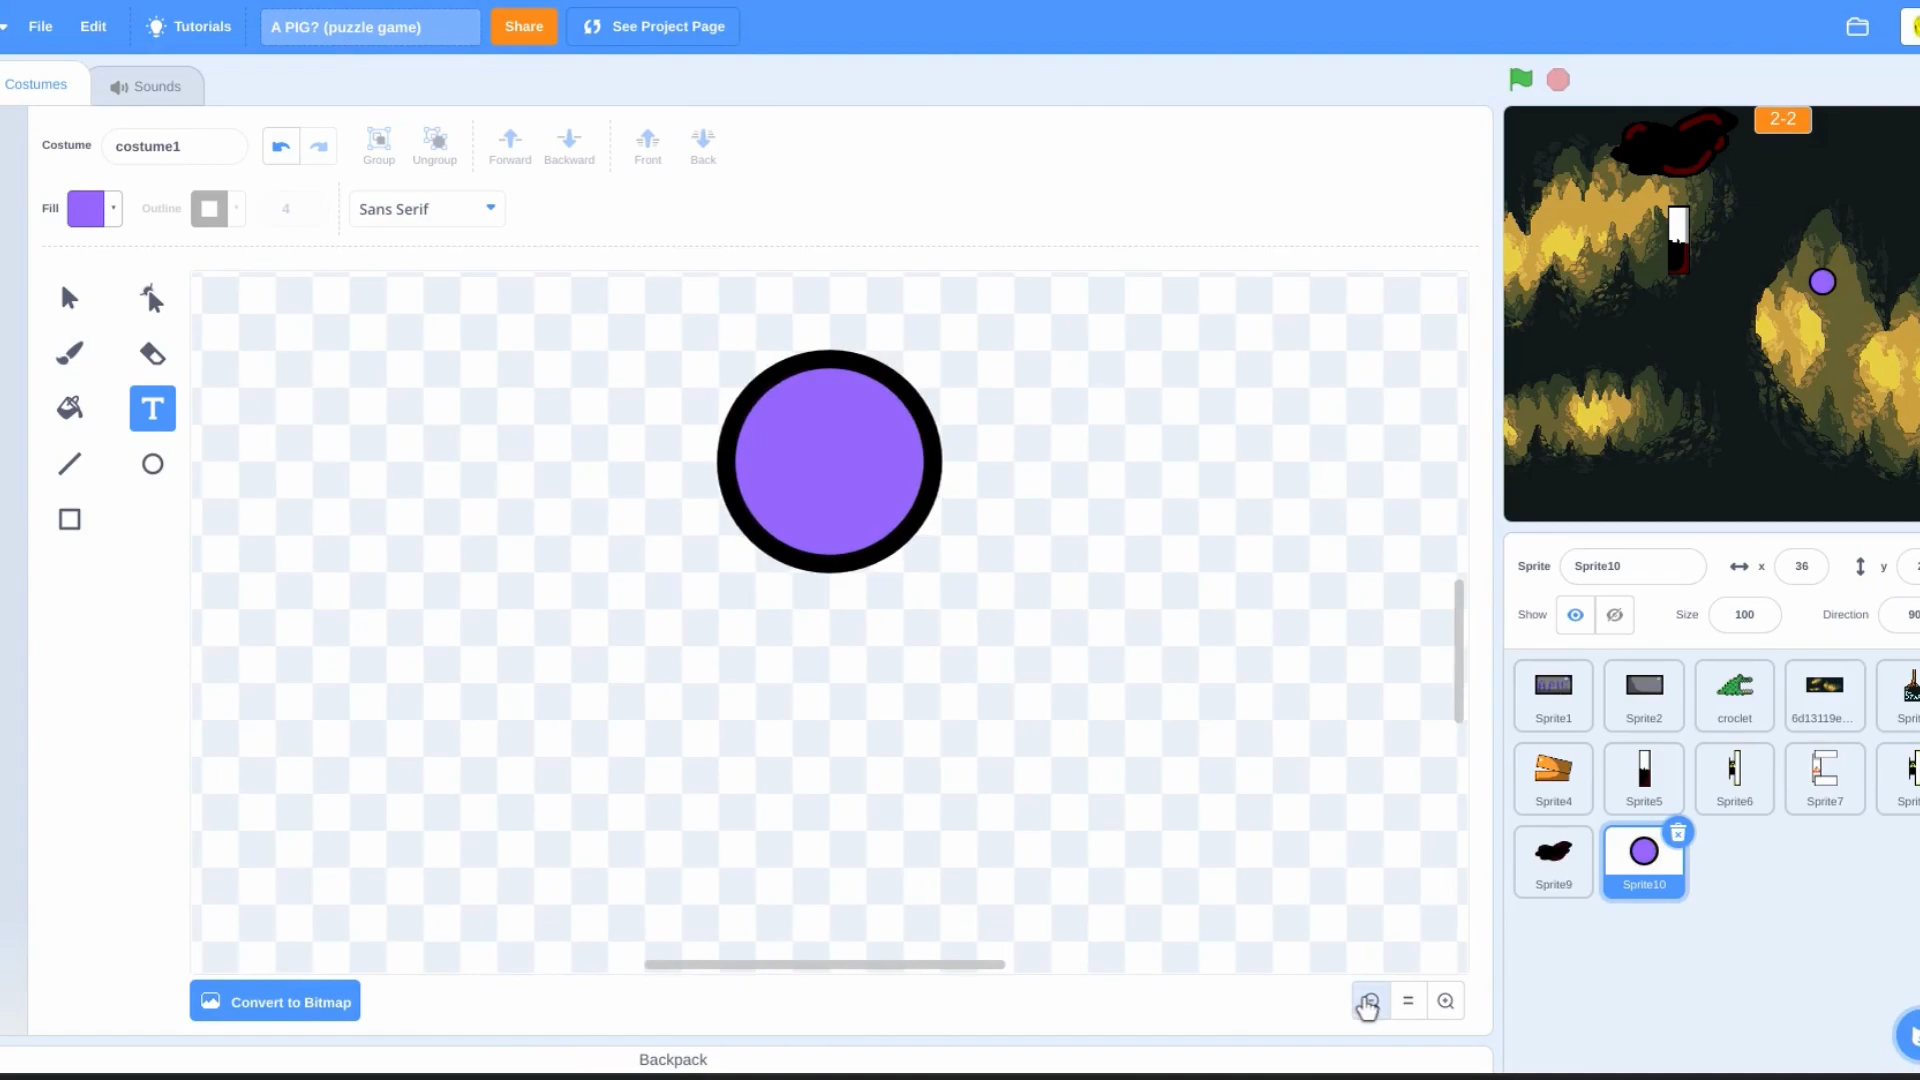 File Edit Tutorials A PIG? (puzzle game) Share See Project Page
Costumes Sounds
Costume costume1 Group Ungroup Forward Backward Front Back
Fill Outline 4 Sans Serif
T
2-2
Sprite Sprite10 x 36 y
Show Size 100 Direction 90
Sprite1 Sprite2 croclet 6d13119e...
Sprite4 Sprite5 Sprite6 Sprite7
Sprite9 Sprite10
Convert to Bitmap
Backpack